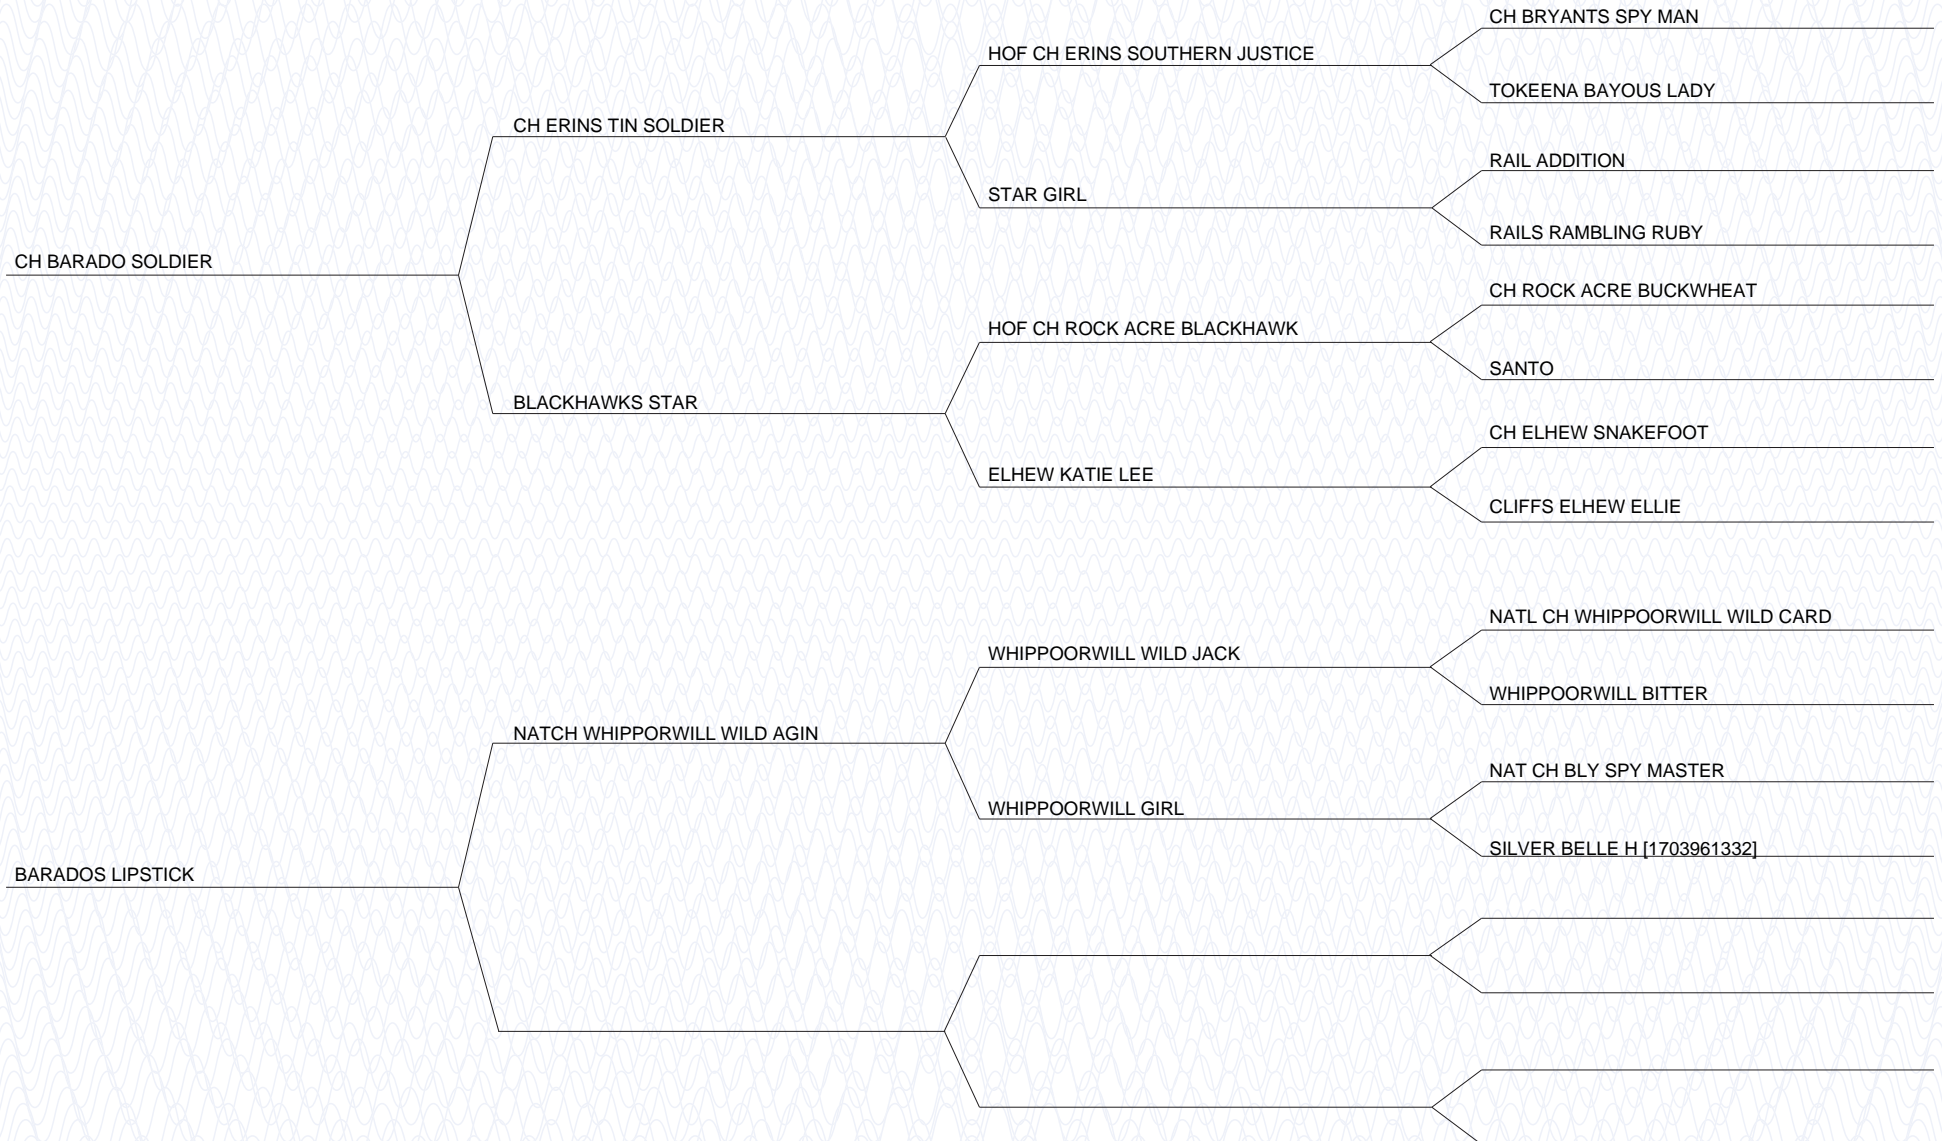 CH BRYANTS SPY MAN
HOF CH ERINS SOUTHERN JUSTICE
TOKEENA BAYOUS LADY
CH ERINS TIN SOLDIER
RAIL ADDITION
STAR GIRL
RAILS RAMBLING RUBY
CH BARADO SOLDIER
CH ROCK ACRE BUCKWHEAT
HOF CH ROCK ACRE BLACKHAWK
SANTO
BLACKHAWKS STAR
CH ELHEW SNAKEFOOT
ELHEW KATIE LEE
CLIFFS ELHEW ELLIE
NATL CH WHIPPOORWILL WILD CARD
WHIPPOORWILL WILD JACK
WHIPPOORWILL BITTER
NATCH WHIPPORWILL WILD AGIN
NAT CH BLY SPY MASTER
WHIPPOORWILL GIRL
SILVER BELLE H [1703961332]
BARADOS LIPSTICK